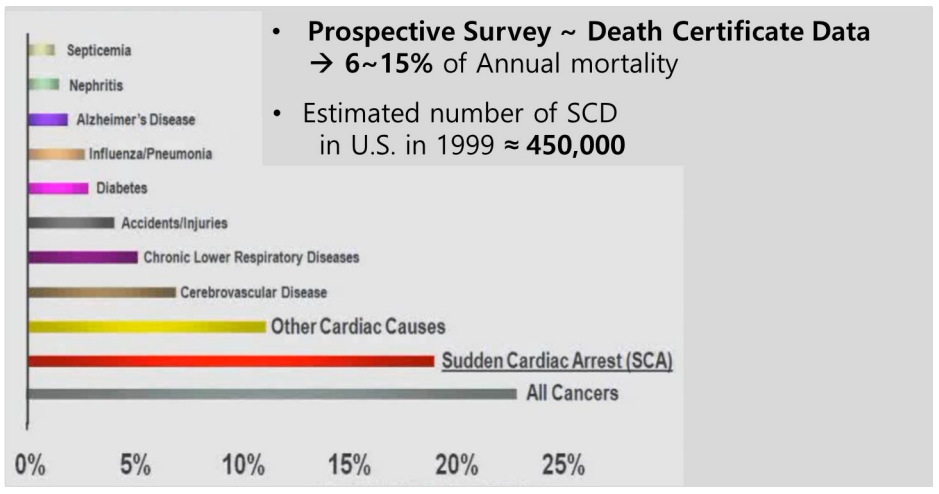 • Prospective Survey ~ Death Certificate Data
→ 6~15% of Annual mortality
• Estimated number of SCD
in U.S. in 1999 ≈ 450,000
Septicemia
Nephritis
Alzheimer's Disease
Influenza/Pneumonia
Diabetes
Accidents/Injuries
Chronic Lower Respiratory Diseases
Cerebrovascular Disease
Other Cardiac Causes
Sudden Cardiac Arrest (SCA)
All Cancers
0% 5% 10% 15% 20% 25%